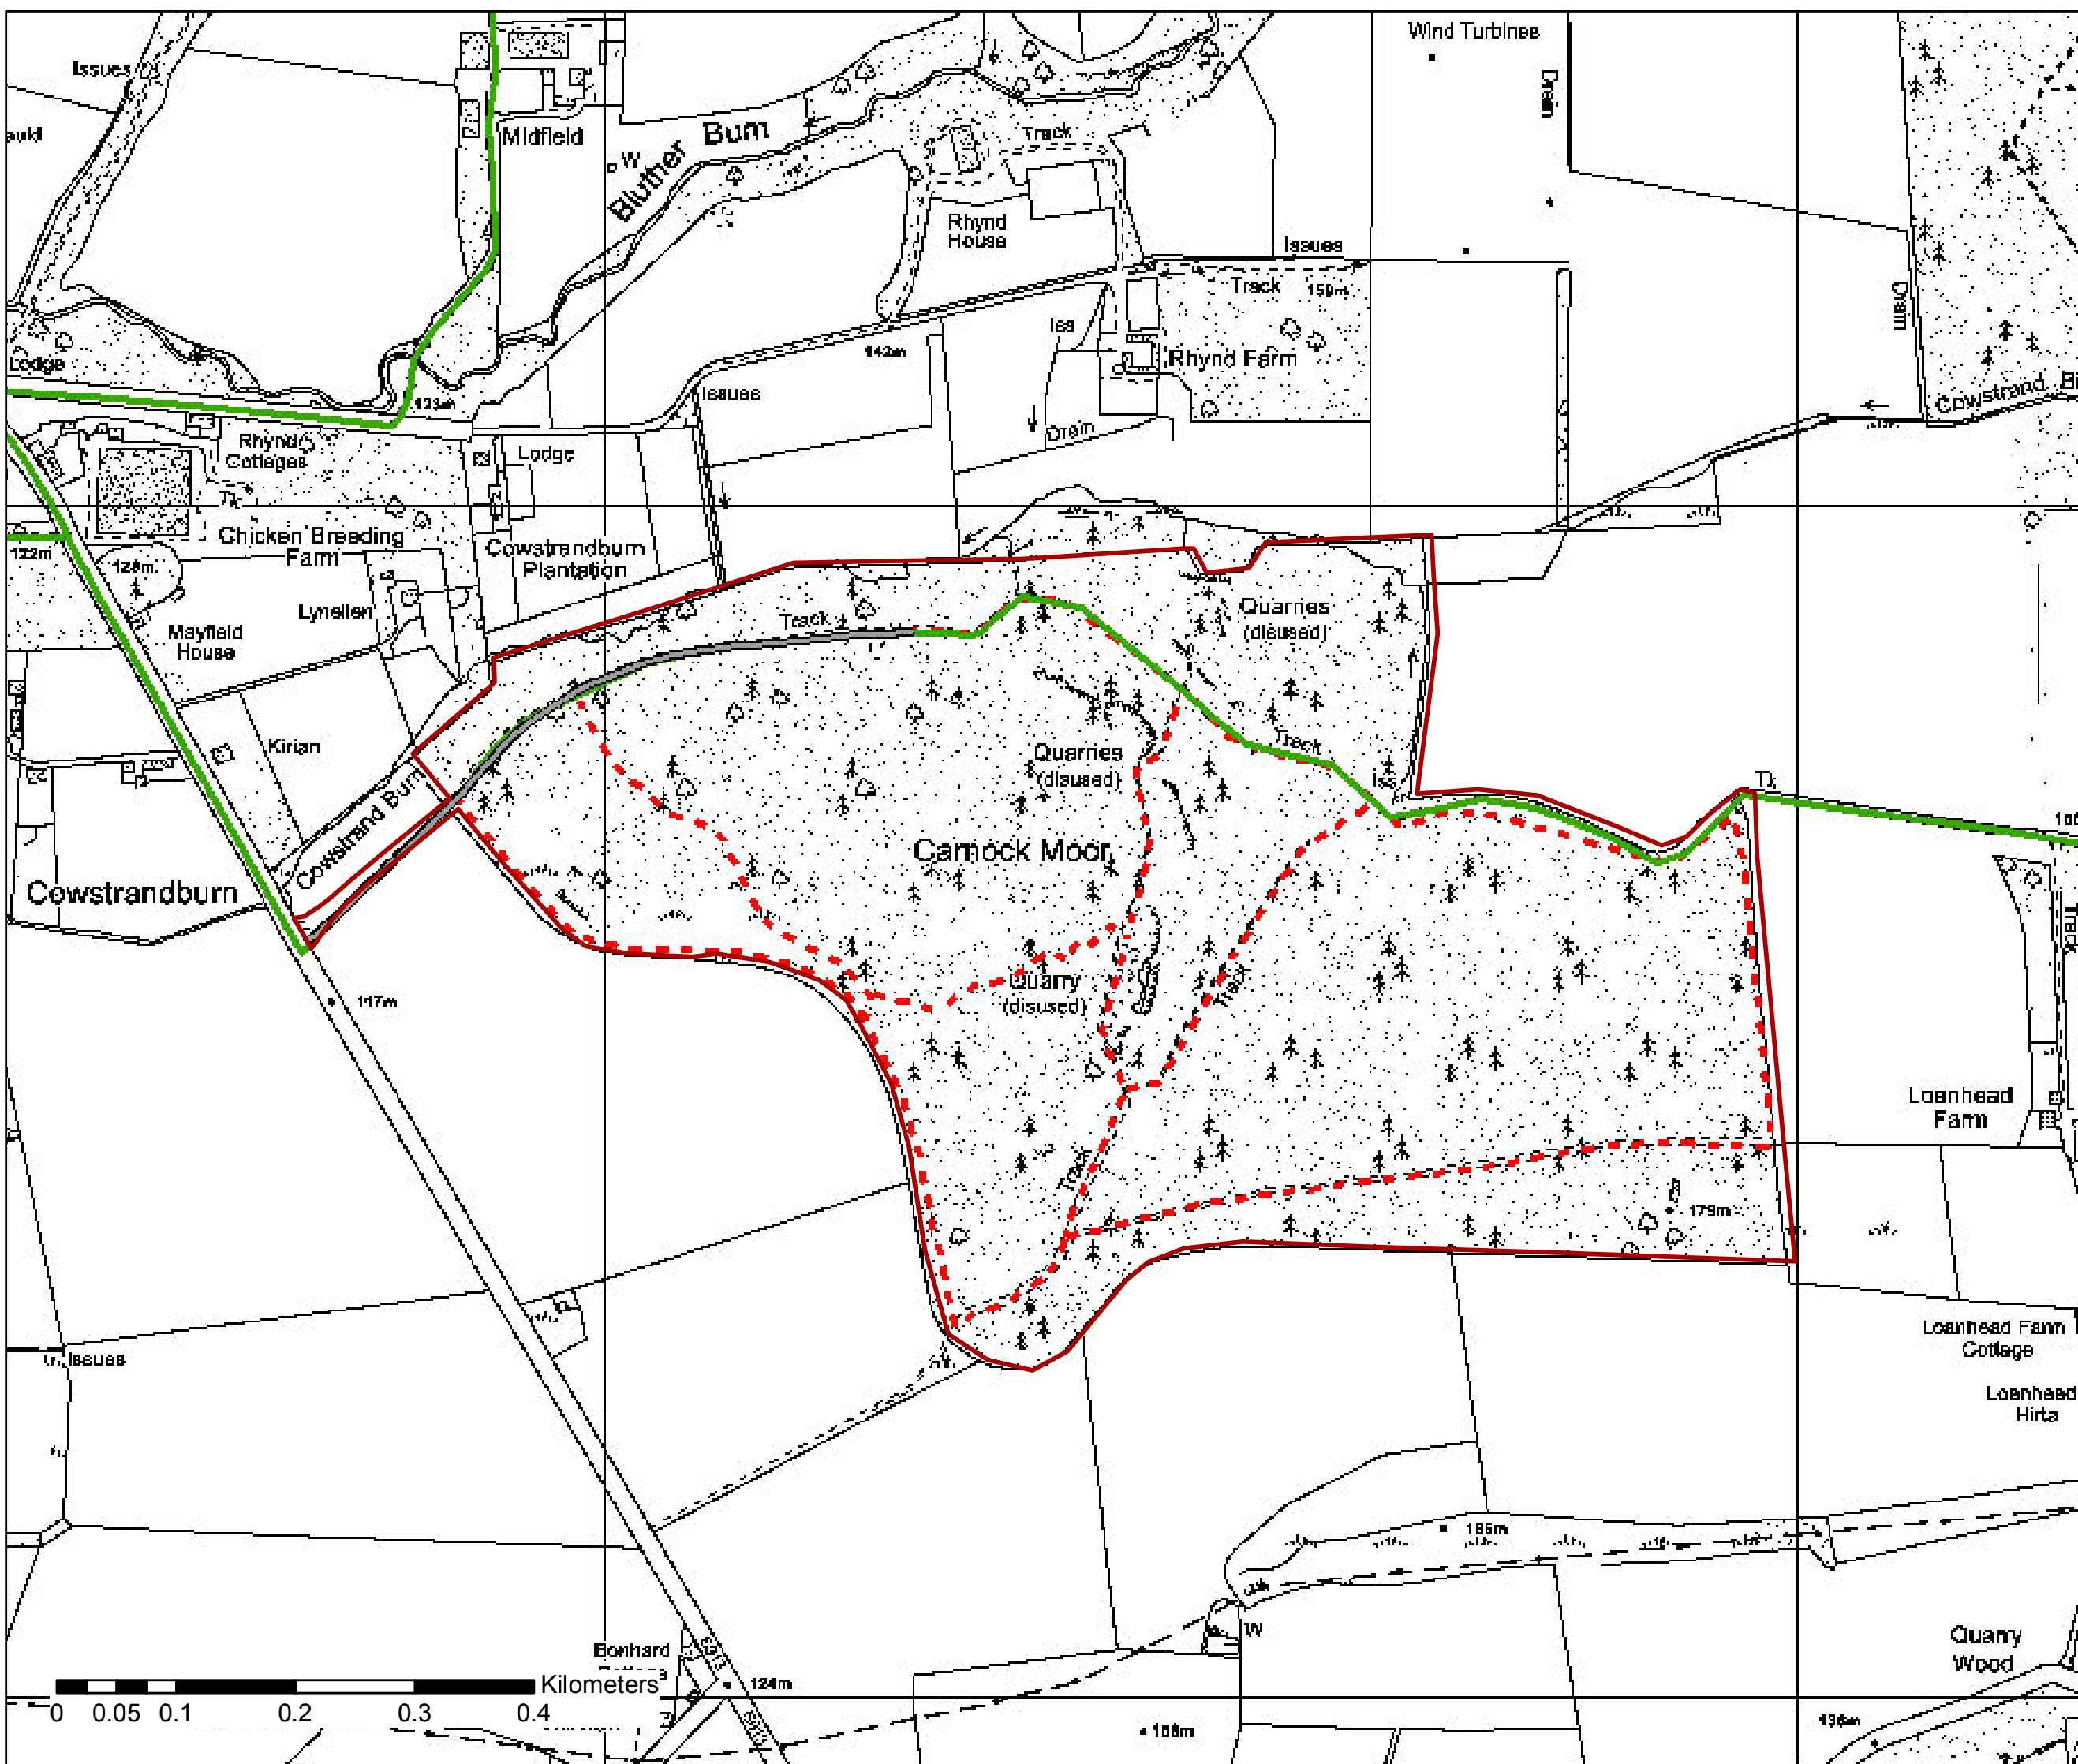 Wind Turbines
Issues
Drain
Midfield
Bluther Burn
W
Track
Rhynd
House
Issues
Track
159m
Drain
Iss
142m
Rhynd Farm
Lodge
Issues
Cowstrand
133m
Drain
Rhynd
Cottages
Lodge
Tk
Chicken Breeding
Farm
Cowstrandburn
Plantation
122m
128m
Lynellen
Quarries
(disused)
Track
Mayfield
House
Kirian
Track
Quarries
(disused)
Iss
Tk
Cowstrand Burn
Carnock Moor
Cowstrandburn
Track
Quarry
(disused)
Track
117m
Loanhead
Farm
Track
179m
Loanhead Farm
Cottage
Issues
Loanhead
Hirta
185m
W
Bonhard
Quarry
Wood
Kilometers
124m
0 0.05 0.1 0.2 0.3 0.4
168m
136m